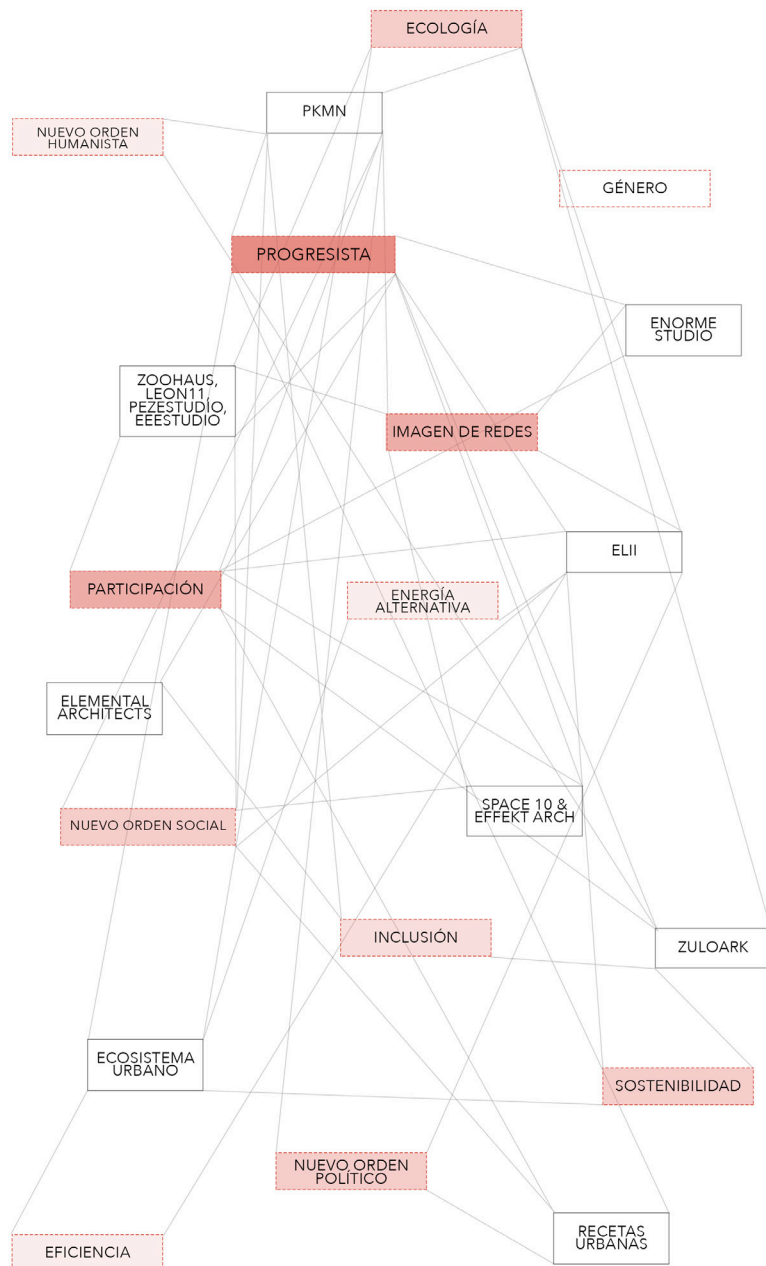 ECOLOGÍA
PKMN
NUEVO ORDEN
HUMANISTA
GÉNERO
PROGRESISTA
ENORME
STUDIO
ZOOHAUS,
LEON11,
PEZESTUDIO,
EEESTUDIO
IMAGEN DE REDES
ELII
PARTICIPACIÓN
ENERGÍA
ALTERNATIVA
ELEMENTAL
ARCHITECTS
SPACE 10 &
EFFEKT ARCH
NUEVO ORDEN SOCIAL
INCLUSIÓN
ZULOARK
ECOSISTEMA
URBANO
SOSTENIBILIDAD
NUEVO ORDEN
POLÍTICO
RECETAS
URBANAS
EFICIENCIA